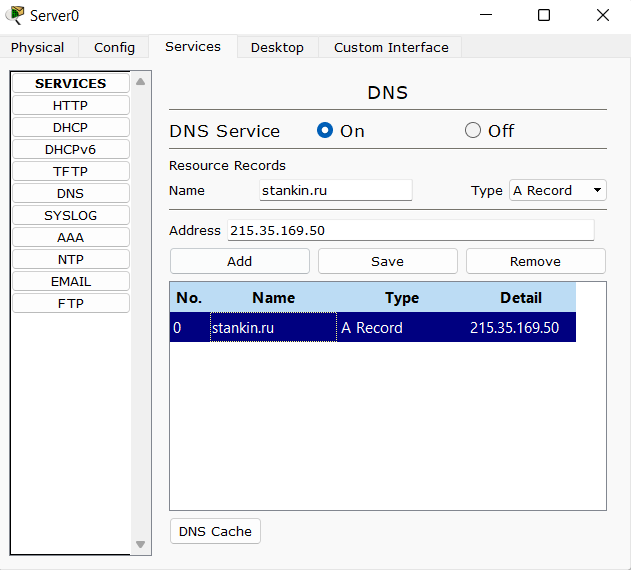 Server0
Physical Config Services Desktop Custom Interface
SERVICES
HTTP
DHCP
DHCPv6
TFTP
DNS
SYSLOG
AAA
NTP
EMAIL
FTP
DNS
DNS Service On Off
Resource Records
Name stankin.ru Type A Record
Address 215.35.169.50
Add Save Remove
No. Name Type Detail
0 stankin.ru A Record 215.35.169.50
DNS Cache